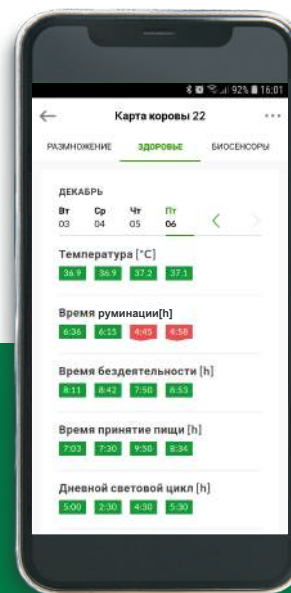 92% 16:01
← Карта коровы 22 ...
РАЗМНОЖЕНИЕ ЗДОРОВЬЕ БИОСЕНСОРЫ
ДЕКАБРЬ
Вт Ср Чт Пт
03 04 05 06
Температура [°C]
36.9 36.9 37.2 37.1
Время руминации[h]
6:36 6:15 4:45 4:58
Время бездеятельности [h]
8:11 8:42 7:50 8:53
Время принятие пищи [h]
7:03 7:30 9:50 8:34
Дневной световой цикл [h]
5:00 2:30 4:30 5:30